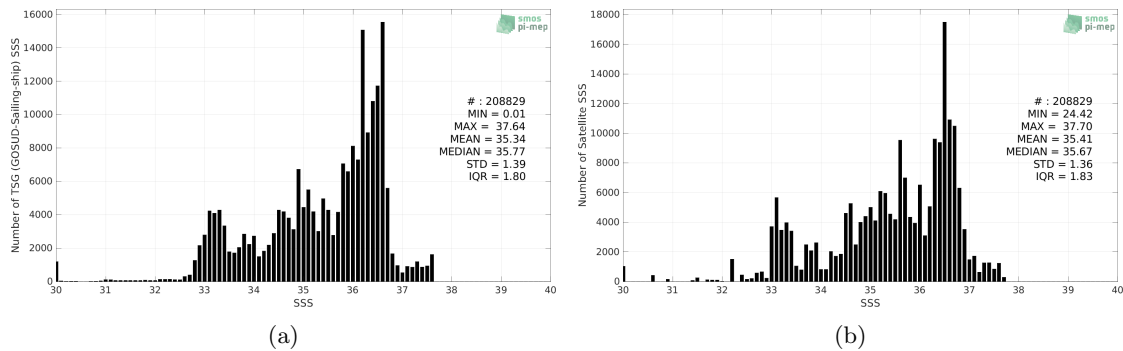 smos
pi-mep
16000
14000
12000
10000
8000
6000
4000
2000
0
Number of TSG (GOSUD-Sailing-ship) SSS
# : 208829
MIN = 0.01
MAX = 37.64
MEAN = 35.34
MEDIAN = 35.77
STD = 1.39
IQR = 1.80
30 31 32 33 34 35 36 37 38 39 40
SSS
(a)
smos
pi-mep
18000
16000
14000
12000
10000
8000
6000
4000
2000
0
Number of Satellite SSS
# : 208829
MIN = 24.42
MAX = 37.70
MEAN = 35.41
MEDIAN = 35.67
STD = 1.36
IQR = 1.83
30 31 32 33 34 35 36 37 38 39 40
SSS
(b)